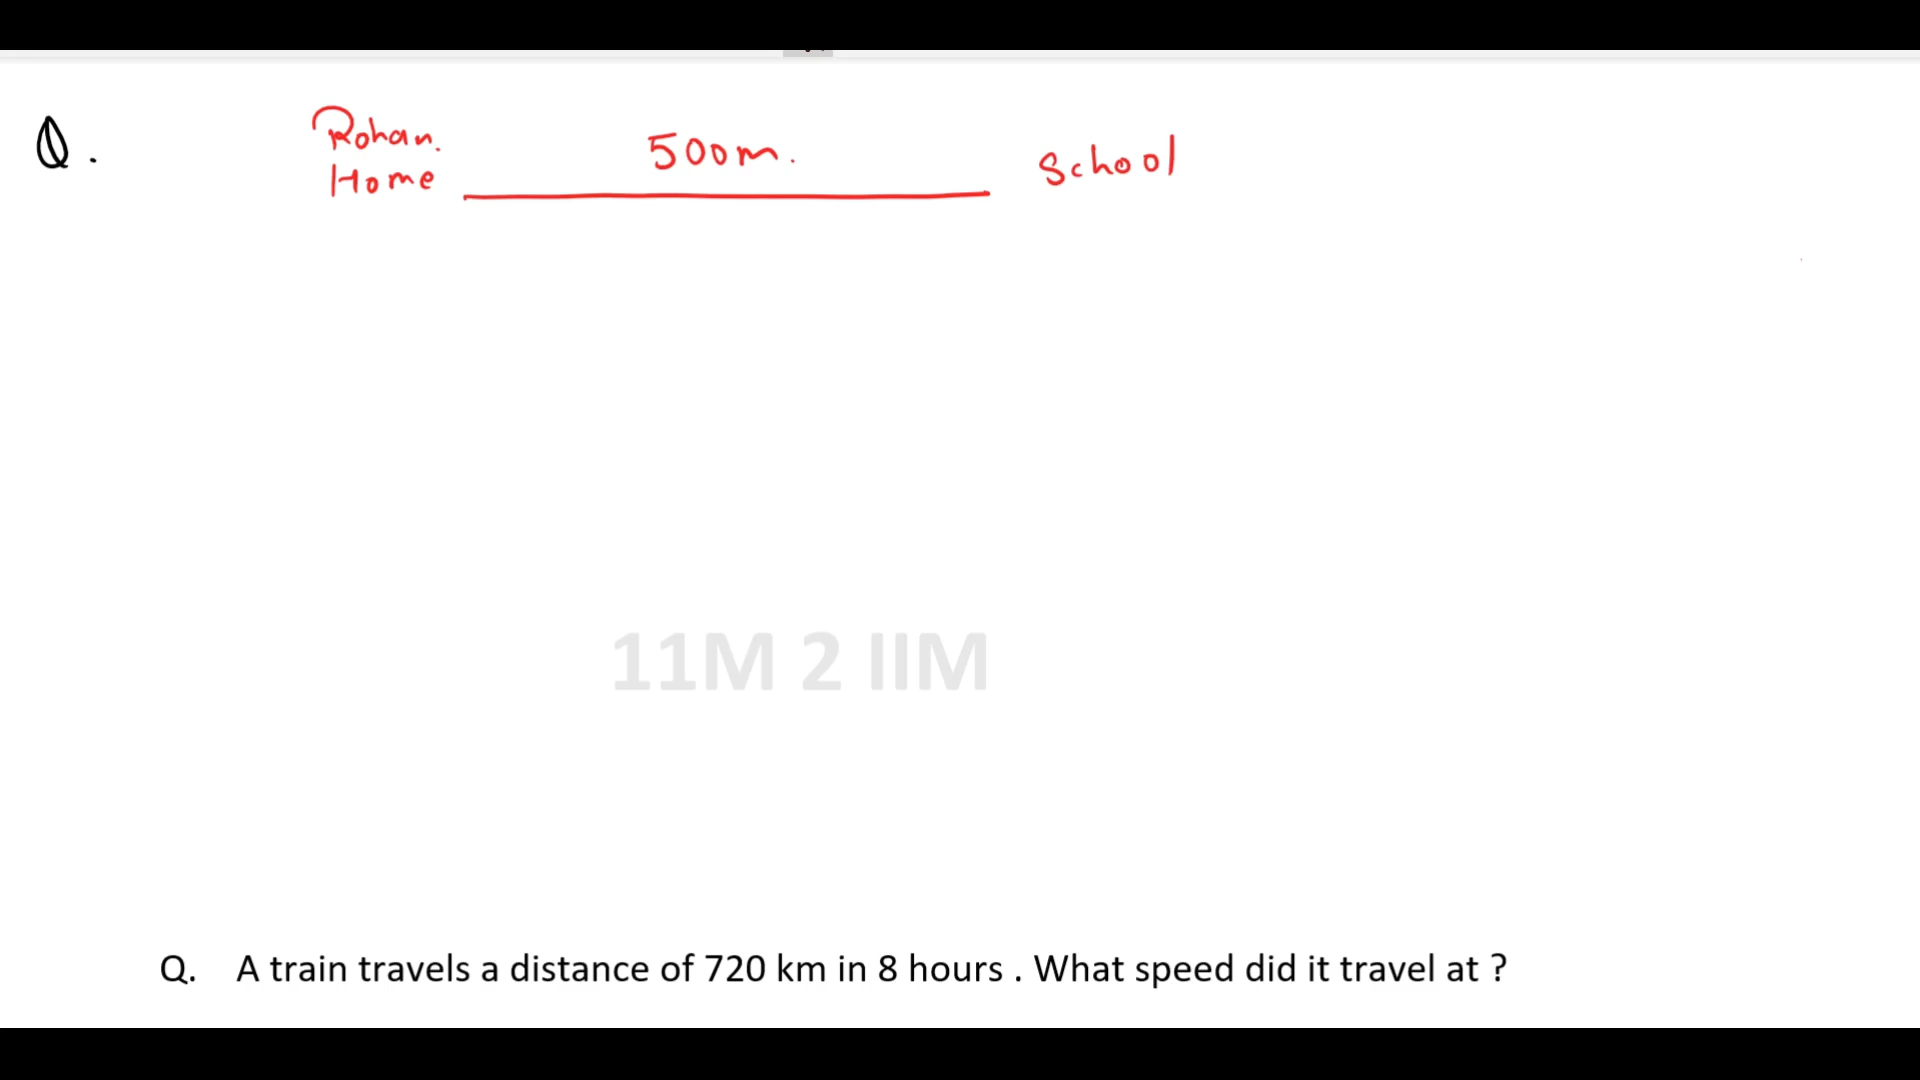 Q.
Rohan.
Home
500m.
School
11M 2 IIM
Q. A train travels a distance of 720 km in 8 hours . What speed did it travel at ?